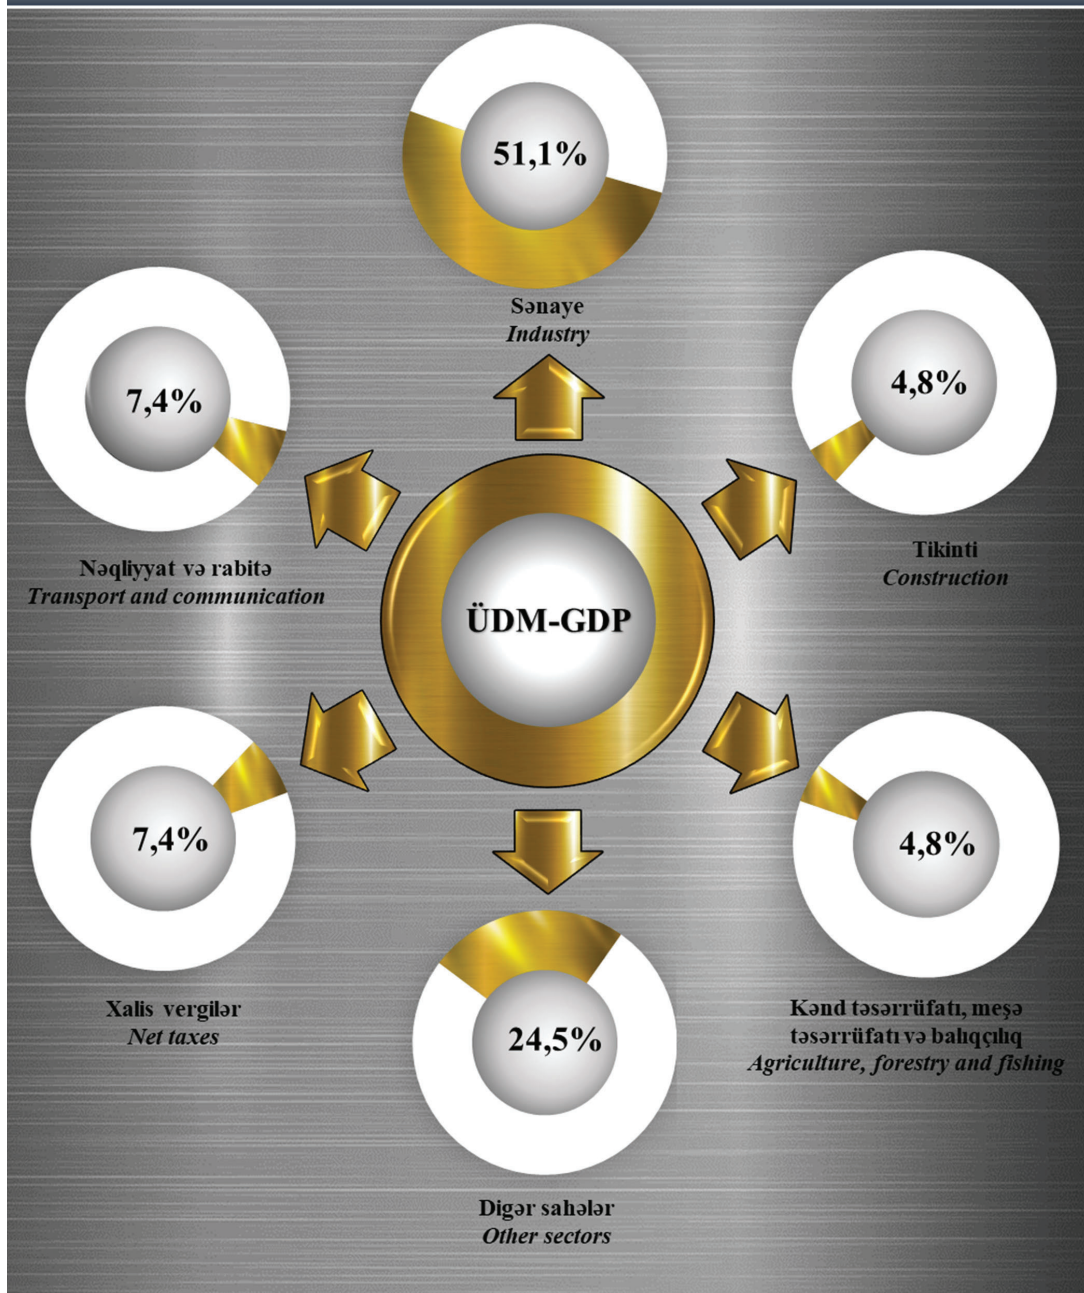 51,1%
Sənaye
Industry
7,4%
Nəqliyyat və rabitə
Transport and communication
4,8%
Tikinti
Construction
ÜDM-GDP
7,4%
Xalis vergilər
Net taxes
4,8%
Kənd təsərrüfatı, meşə
təsərrüfatı və balıqçılıq
Agriculture, forestry and fishing
24,5%
Digər sahələr
Other sectors